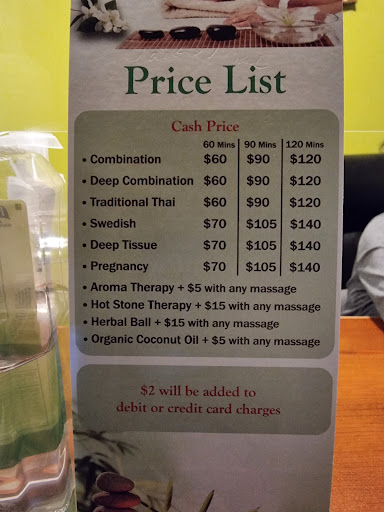 Price List
Cash Price
60 Mins 90 Mins 120 Mins
• Combination $60 $90 $120
• Deep Combination $60 $90 $120
• Traditional Thai $60 $90 $120
• Swedish $70 $105 $140
• Deep Tissue $70 $105 $140
• Pregnancy $70 $105 $140
• Aroma Therapy + $5 with any massage
• Hot Stone Therapy + $15 with any massage
• Herbal Ball + $15 with any massage
• Organic Coconut Oil + $5 with any massage
$2 will be added to
debit or credit card charges